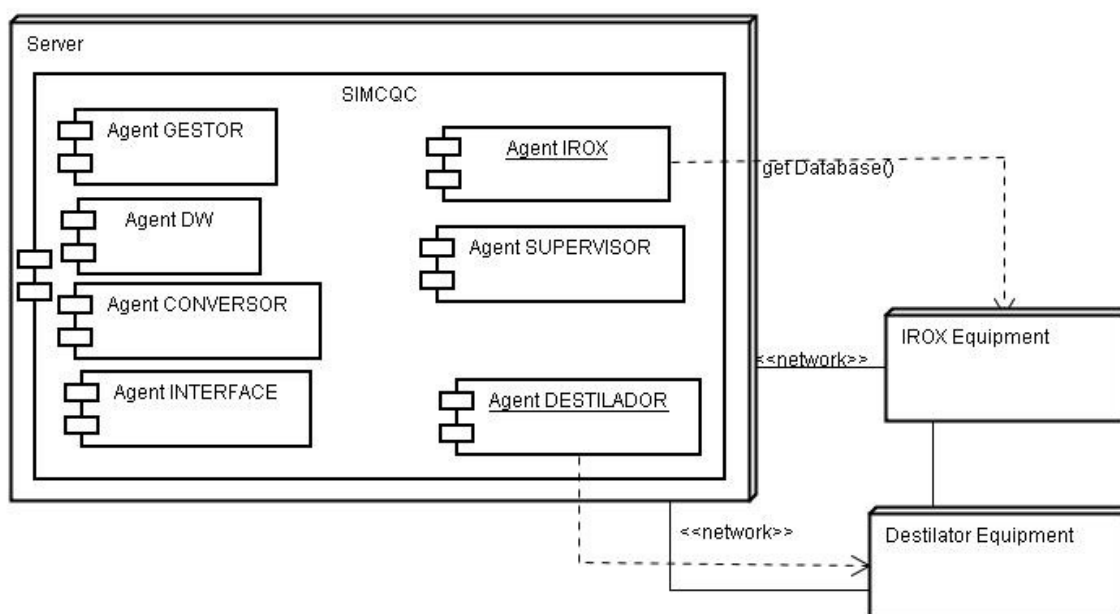 Server
SIMCQC
Agent GESTOR
Agent IROX
get Database()
Agent DW
Agent SUPERVISOR
Agent CONVERSOR
IROX Equipment
<<network>>
Agent INTERFACE
Agent DESTILADOR
<<network>>
Destilator Equipment